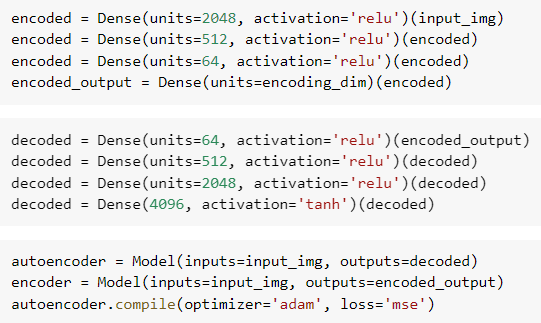 encoded = Dense(units=2048, activation='relu')(input_img)
encoded = Dense(units=512, activation='relu')(encoded)
encoded = Dense(units=64, activation='relu')(encoded)
encoded_output = Dense(units=encoding_dim)(encoded)
decoded = Dense(units=64, activation='relu')(encoded_output)
decoded = Dense(units=512, activation='relu')(decoded)
decoded = Dense(units=2048, activation='relu')(decoded)
decoded = Dense(4096, activation='tanh')(decoded)
autoencoder = Model(inputs=input_img, outputs=decoded)
encoder = Model(inputs=input_img, outputs=encoded_output)
autoencoder.compile(optimizer='adam', loss='mse')